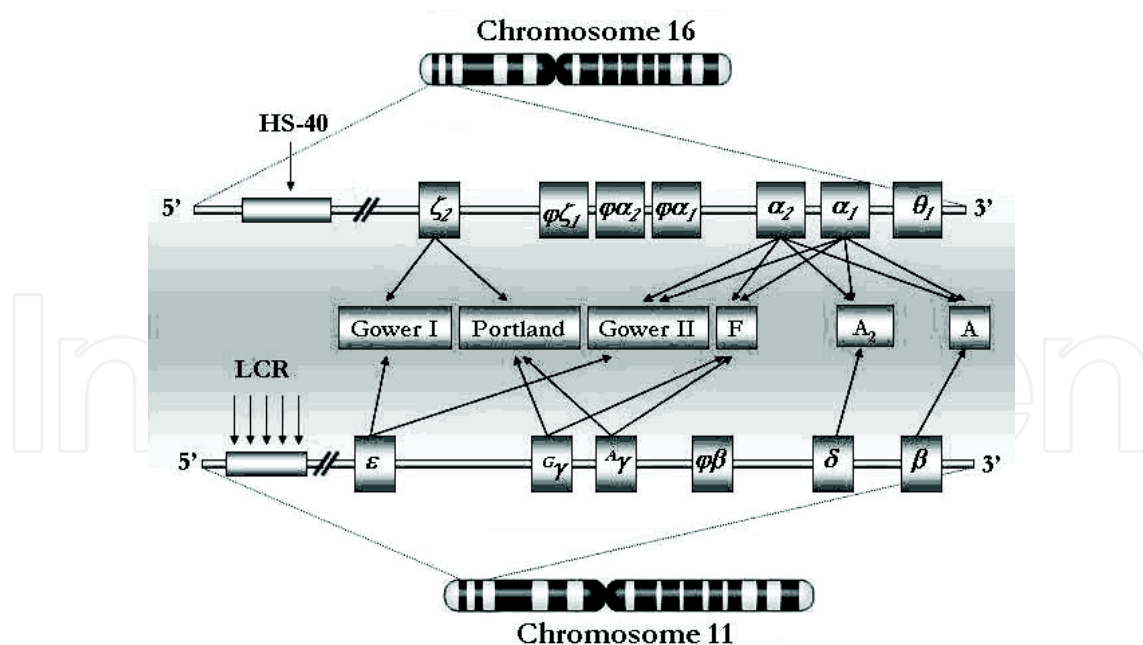 Chromosome 16
HS-40
5’ ζ2 φζ1 φα2 φα1 α2 α1 θ1 3’
Gower I Portland Gower II F A2 A
LCR
5’ ε Gγ Aγ φβ δ β 3’
Chromosome 11